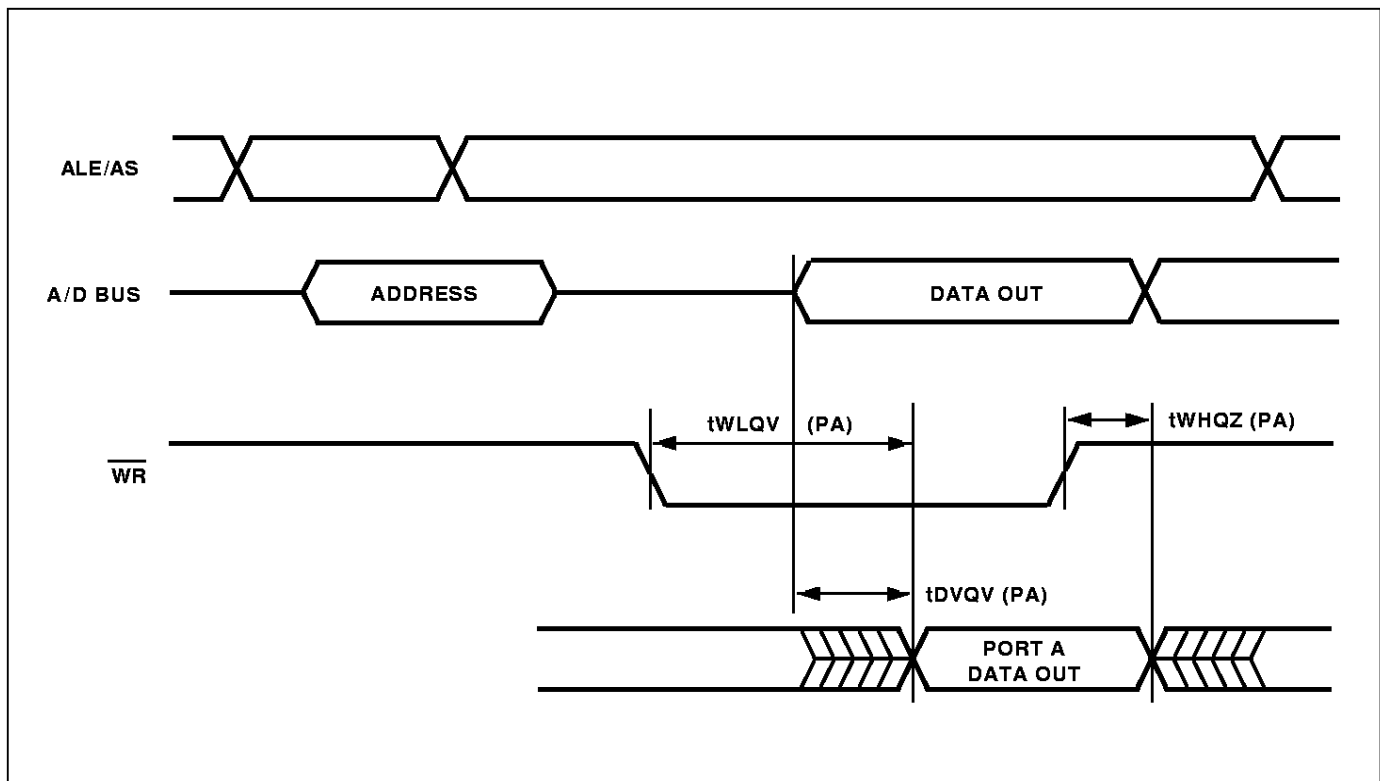 ALE/AS
A/D BUS
ADDRESS
DATA OUT
tWLQV (PA)
tWHQZ (PA)
WR
tDVQV (PA)
PORT A
DATA OUT